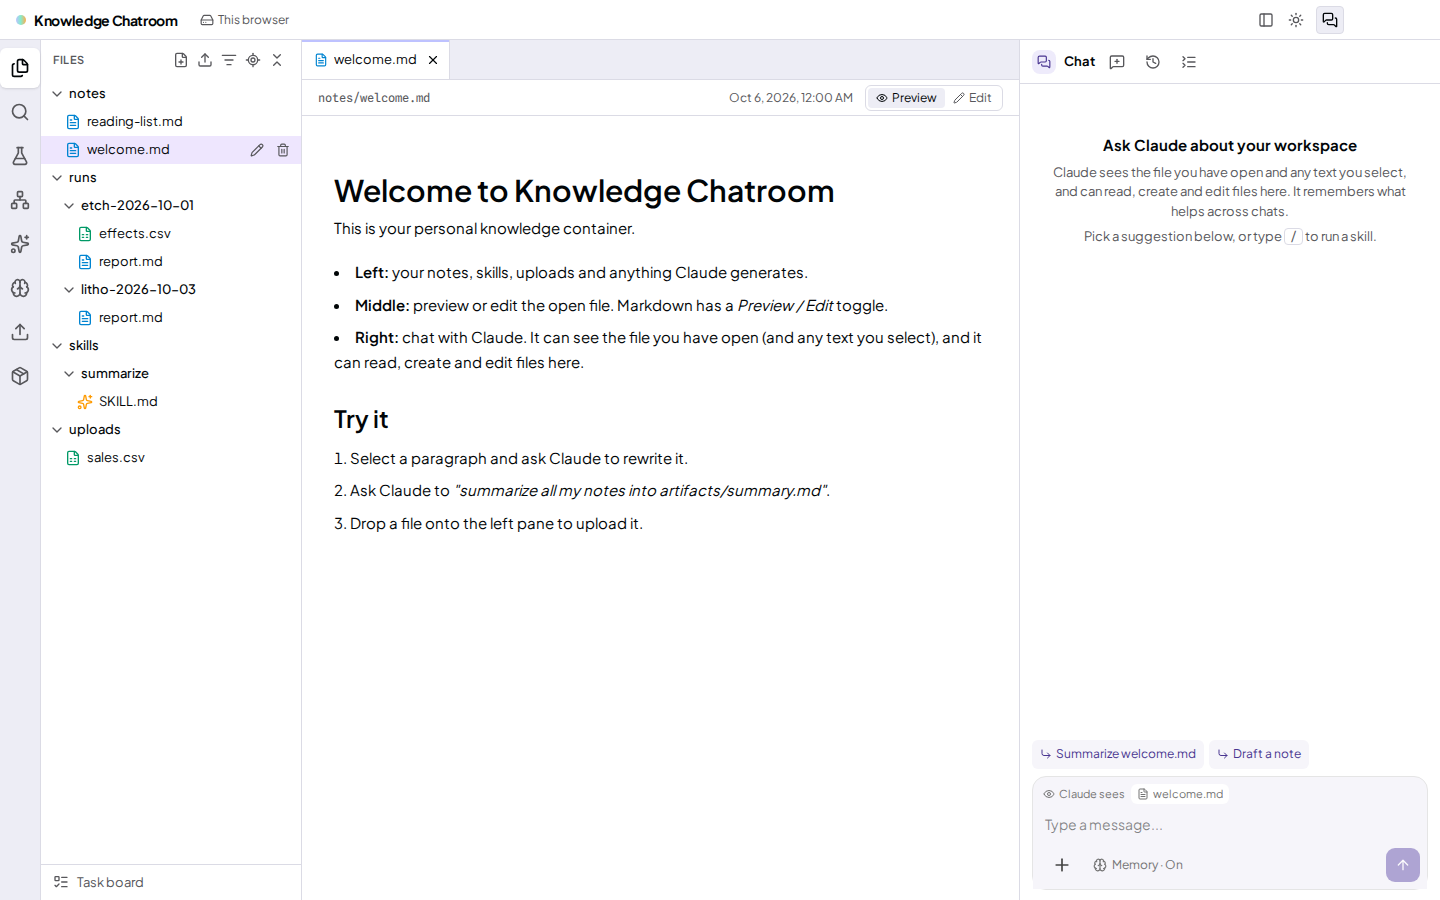 Knowledge Chatroom
This browser
FILES
notes
reading-list.md
welcome.md
runs
etch-2026-10-01
effects.csv
report.md
litho-2026-10-03
report.md
skills
summarize
SKILL.md
uploads
sales.csv
Task board
welcome.md
notes/welcome.md
Oct 6, 2026, 12:00 AM
Preview
Edit
Welcome to Knowledge Chatroom
This is your personal knowledge container.
• Left: your notes, skills, uploads and anything Claude generates.
• Middle: preview or edit the open file. Markdown has a Preview / Edit toggle.
• Right: chat with Claude. It can see the file you have open (and any text you select), and it
can read, create and edit files here.
Try it
1. Select a paragraph and ask Claude to rewrite it.
2. Ask Claude to "summarize all my notes into artifacts/summary.md".
3. Drop a file onto the left pane to upload it.
Chat
Ask Claude about your workspace
Claude sees the file you have open and any text you select,
and can read, create and edit files here. It remembers what
helps across chats.
Pick a suggestion below, or type / to run a skill.
Summarize welcome.md
Draft a note
Claude sees
welcome.md
Type a message...
Memory · On